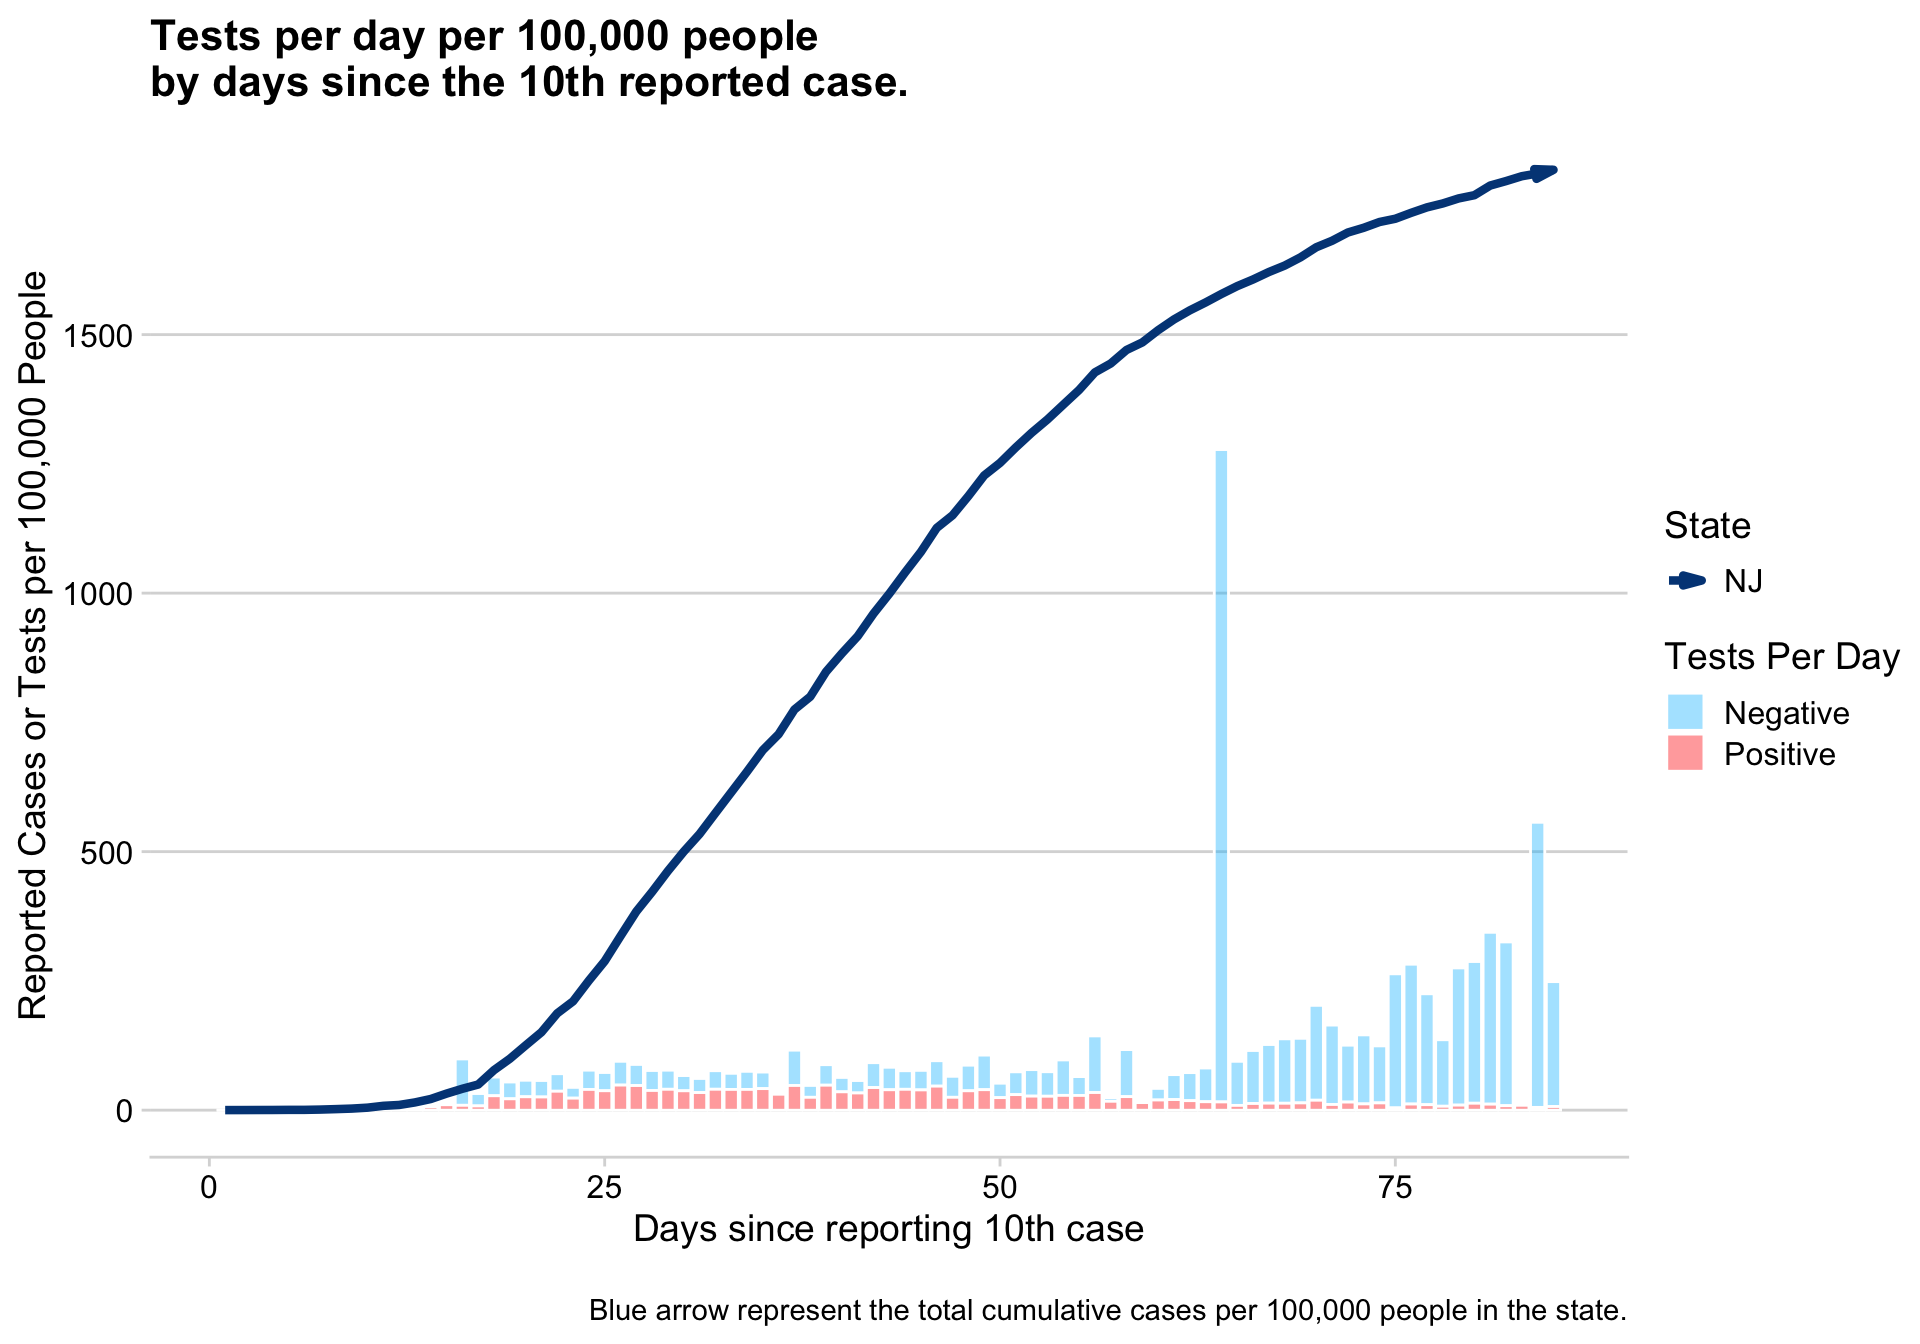 Tests per day per 100,000 people
by days since the 10th reported case.
Reported Cases or Tests per 100,000 People
1500
1000
500
0
0 25 50 75
Days since reporting 10th case
State
NJ
Tests Per Day
Negative
Positive
Blue arrow represent the total cumulative cases per 100,000 people in the state.